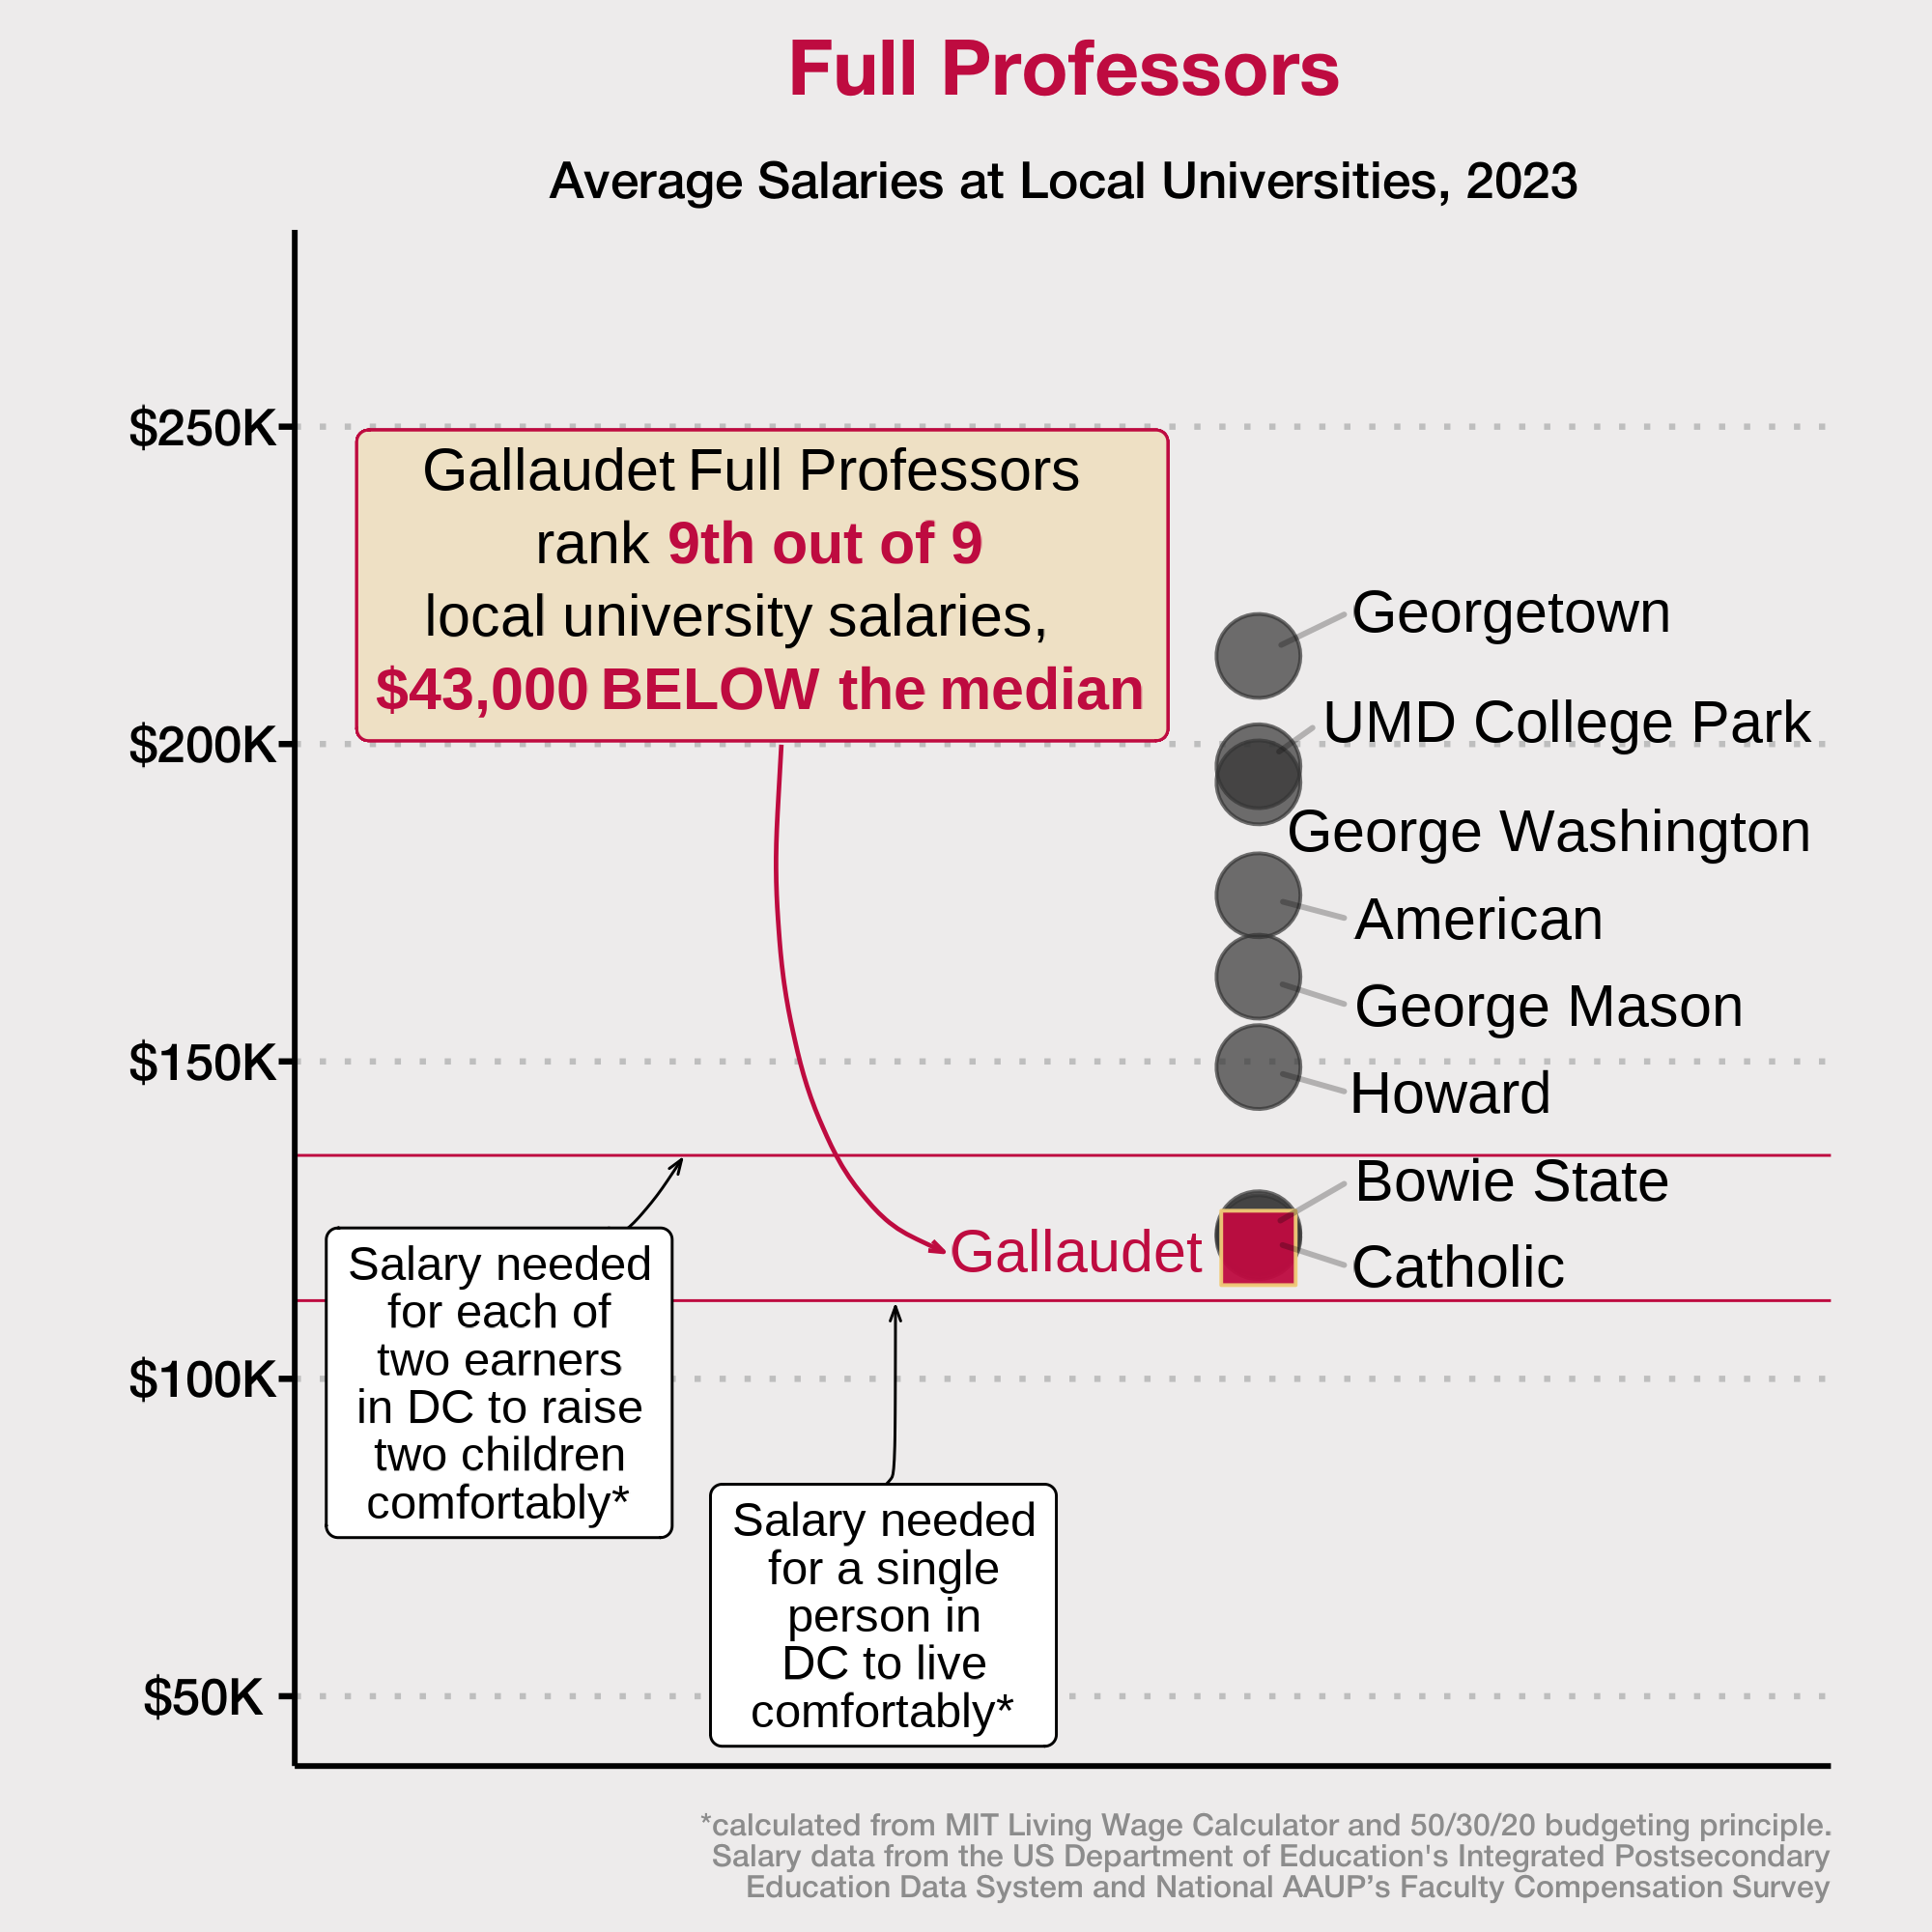 Full Professors
Average Salaries at Local Universities, 2023
$250K
Gallaudet Full Professors
rank 9th out of 9
local university salaries,
$43,000 BELOW the median
Georgetown
UMD College Park
$200K
George Washington
American
George Mason
$150K
Howard
Bowie State
Gallaudet
Catholic
Salary needed
for each of
two earners
in DC to raise
two children
comfortably*
$100K
Salary needed
for a single
person in
DC to live
comfortably*
$50K
*calculated from MIT Living Wage Calculator and 50/30/20 budgeting principle.
Salary data from the US Department of Education's Integrated Postsecondary
Education Data System and National AAUP’s Faculty Compensation Survey